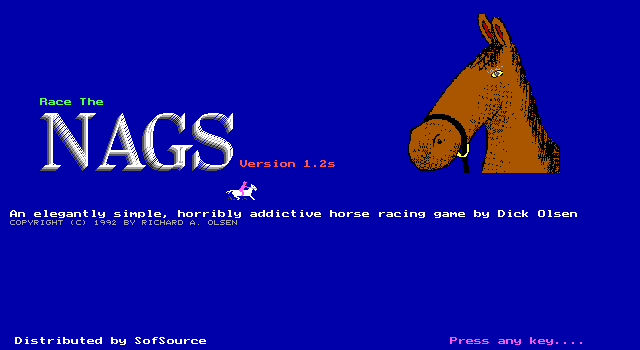 Race The
NAGS
Version 1.2s
An elegantly simple, horribly addictive horse racing game by Dick Olsen
COPYRIGHT (C) 1992 BY RICHARD A. OLSEN
Distributed by SofSource
Press any key....